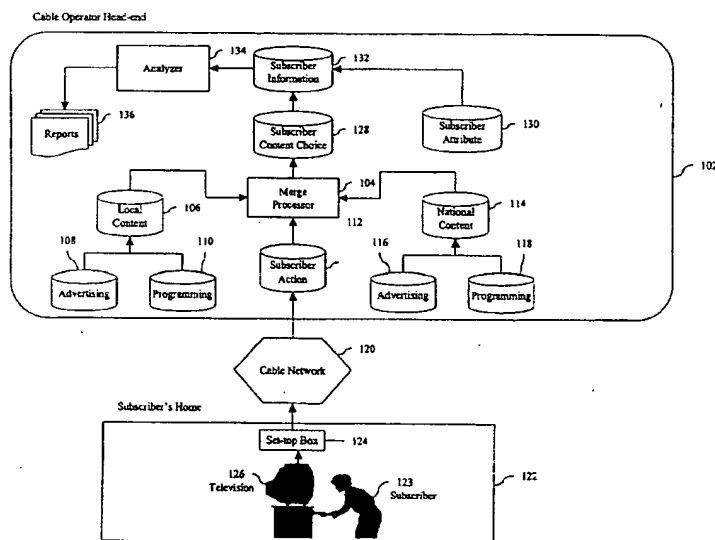 Cable Operator Head-end
134
Analyzer
Subscriber
Information
132
136
Reports
Subscriber
Content Choice
128
Subscriber
Attribute
130
102
104
Merge
Processor
112
Local
Content
106
National
Content
114
108
Advertising
110
Programming
Subscriber
Action
116
Advertising
118
Programming
120
Cable Network
Subscriber's Home
Set-top Box
124
126
Television
123
Subscriber
122